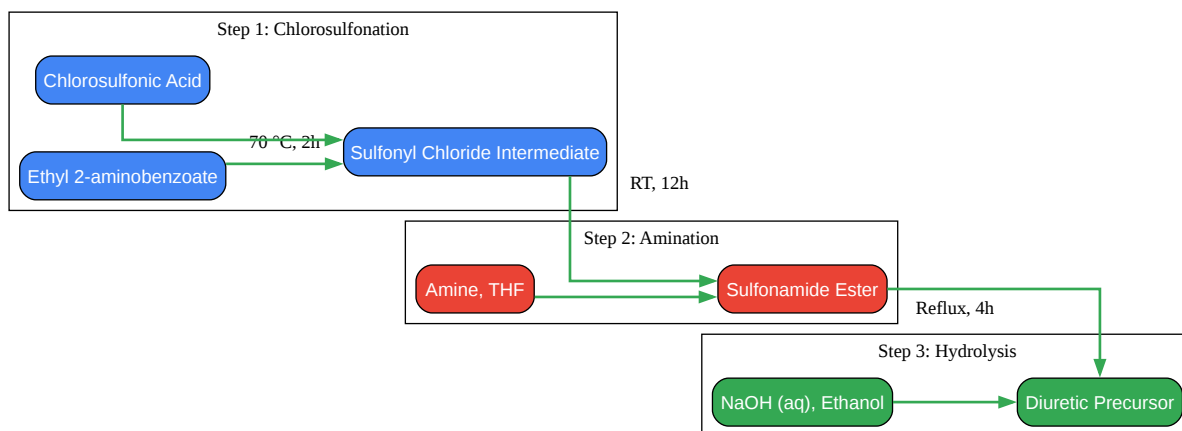 Step 1: Chlorosulfonation
Chlorosulfonic Acid
70 °C, 2h
Sulfonyl Chloride Intermediate
Ethyl 2-aminobenzoate
RT, 12h
Step 2: Amination
Amine, THF
Sulfonamide Ester
Reflux, 4h
Step 3: Hydrolysis
NaOH (aq), Ethanol
Diuretic Precursor